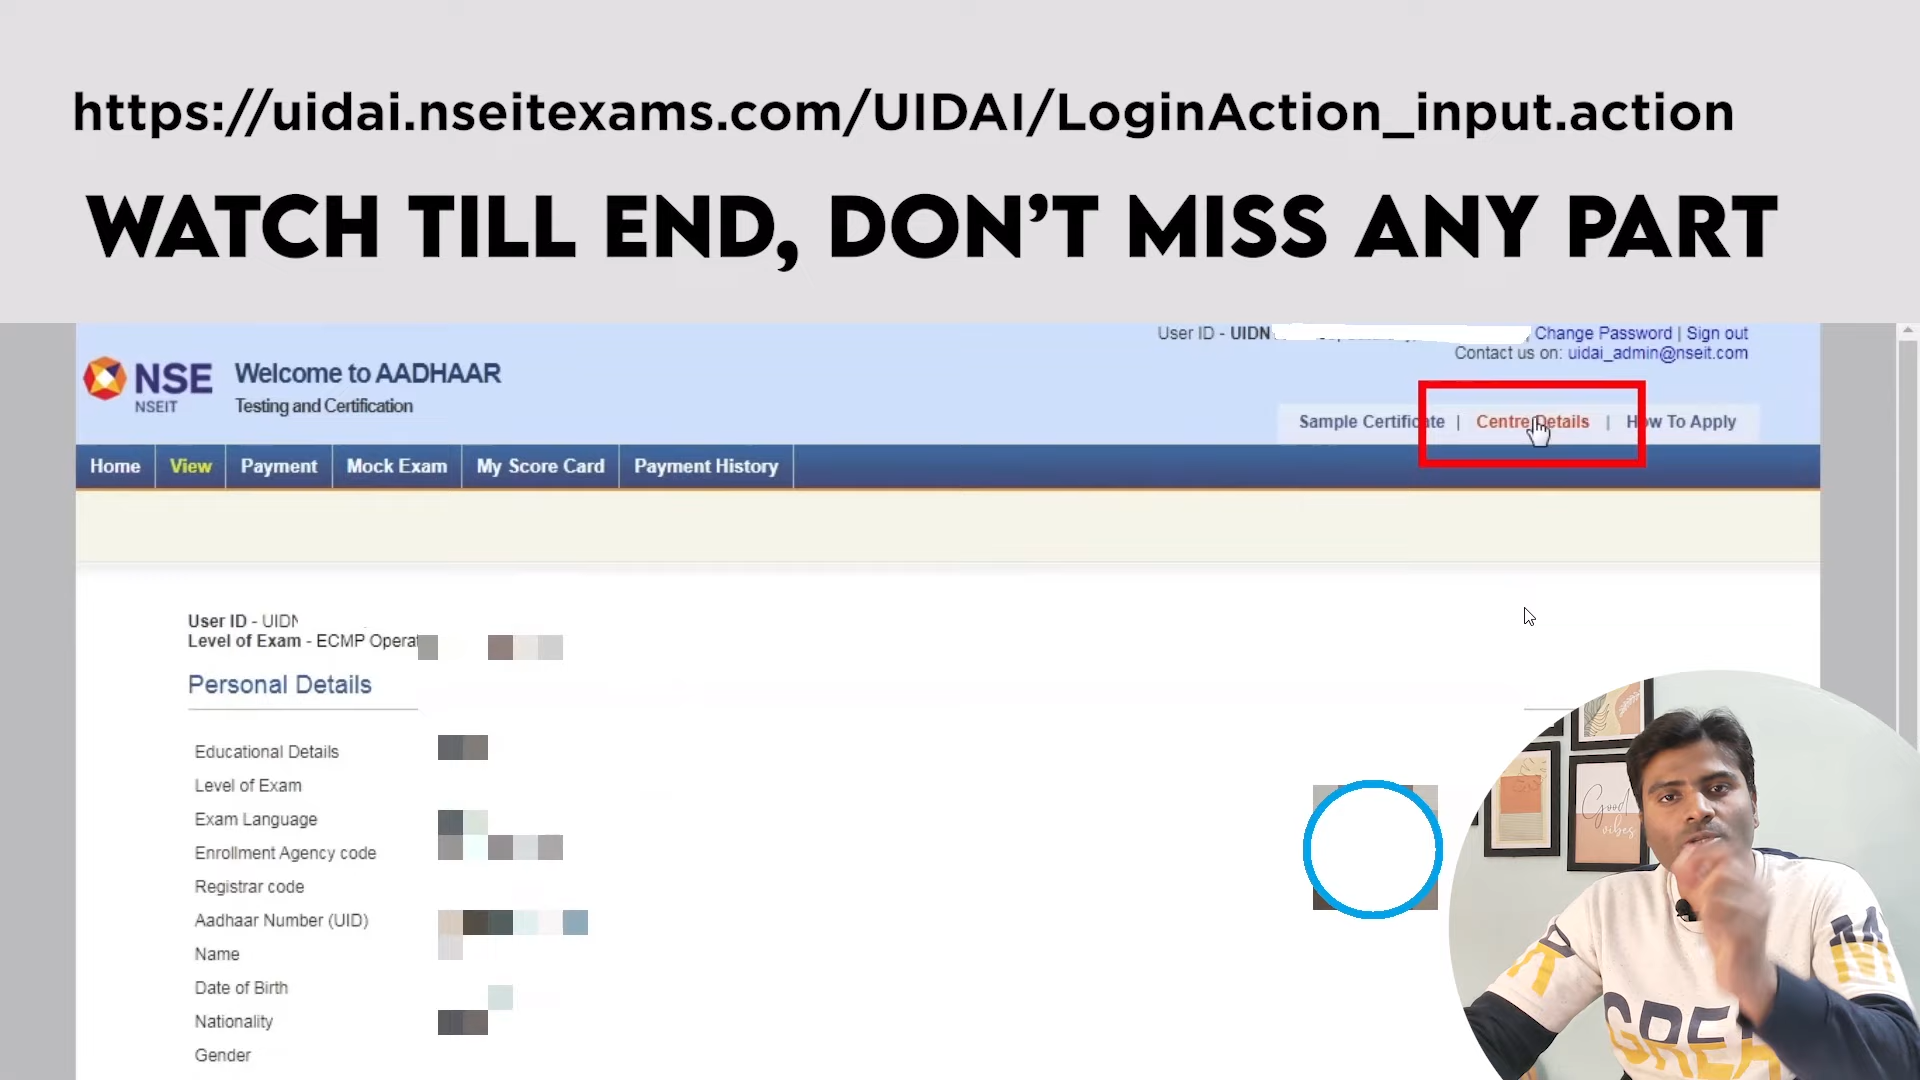 https://uidai.nseitexams.com/UIDAI/LoginAction_input.action
WATCH TILL END, DON'T MISS ANY PART
User ID - UIDN
Change Password | Sign out
Contact us on: uidai_admin@nseit.com
NSE
NSEIT
Welcome to AADHAAR
Testing and Certification
Sample Certificate | Centre Details | How To Apply
Home
View
Payment
Mock Exam
My Score Card
Payment History
User ID - UIDN
Level of Exam - ECMP Operat
Personal Details
Educational Details
Level of Exam
Exam Language
Enrollment Agency code
Registrar code
Aadhaar Number (UID)
Name
Date of Birth
Nationality
Gender
Good
vibes